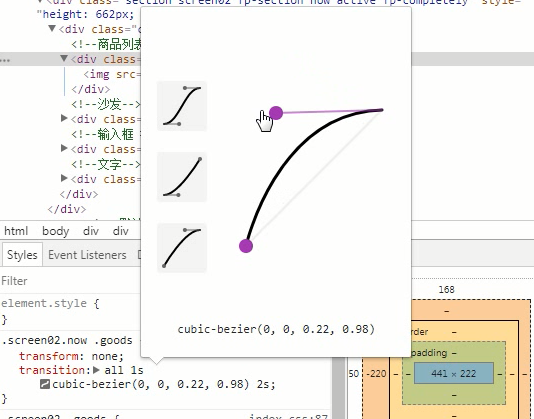 <div class="section screen02 fp-section now active fp-completely" style=
"height: 662px;
<div class="c
<!--商品列表
<div class=
<img src=
</div>
<!--沙发-->
<div class=
<!--输入框
<div class=
<!--文字-->
<div class=
</div>
</div>
html body div div
Styles Event Listeners
Filter
element.style {
}
.screen02.now .goods
transform: none;
transition: all 1s
cubic-bezier(0, 0, 0.22, 0.98) 2s;
}
.screen02 .goods { index.css:87
cubic-bezier(0, 0, 0.22, 0.98)
168
–
rder –
padding –
50 -220 441 × 222 – – –
–
–